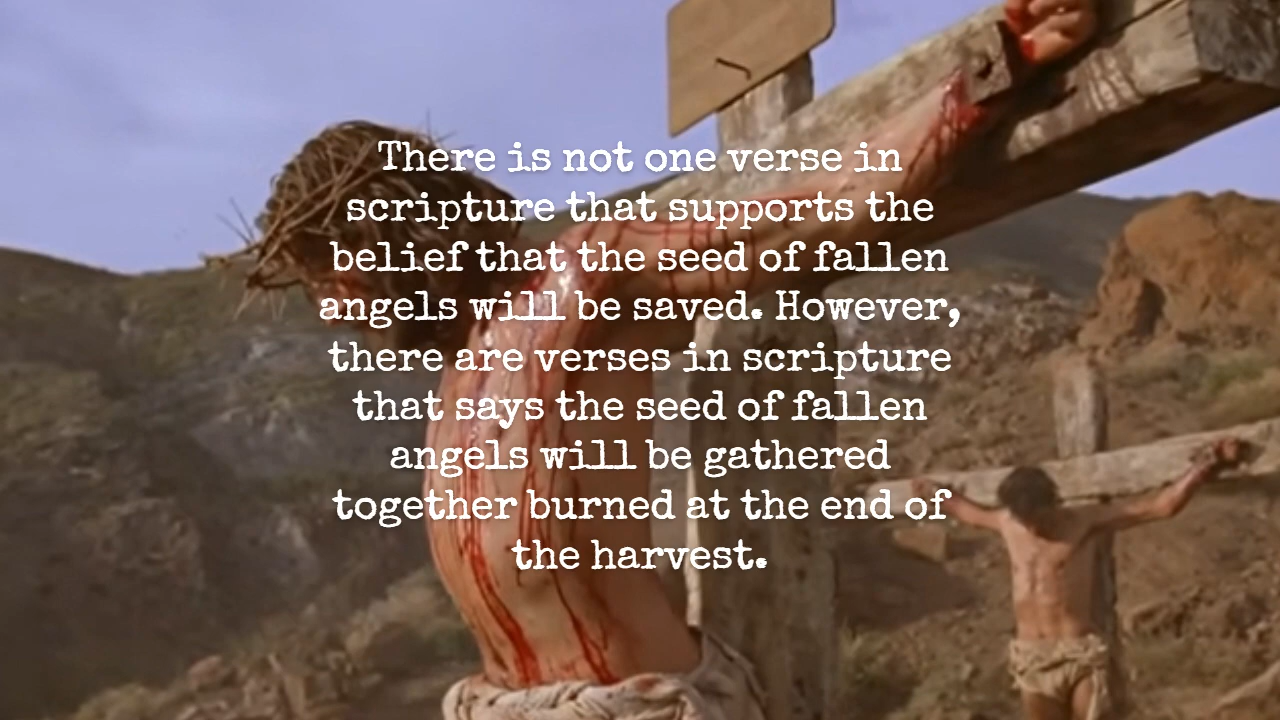 There is not one verse in
scripture that supports the
belief that the seed of fallen
angels will be saved. However,
there are verses in scripture
that says the seed of fallen
angels will be gathered
together burned at the end of
the harvest.